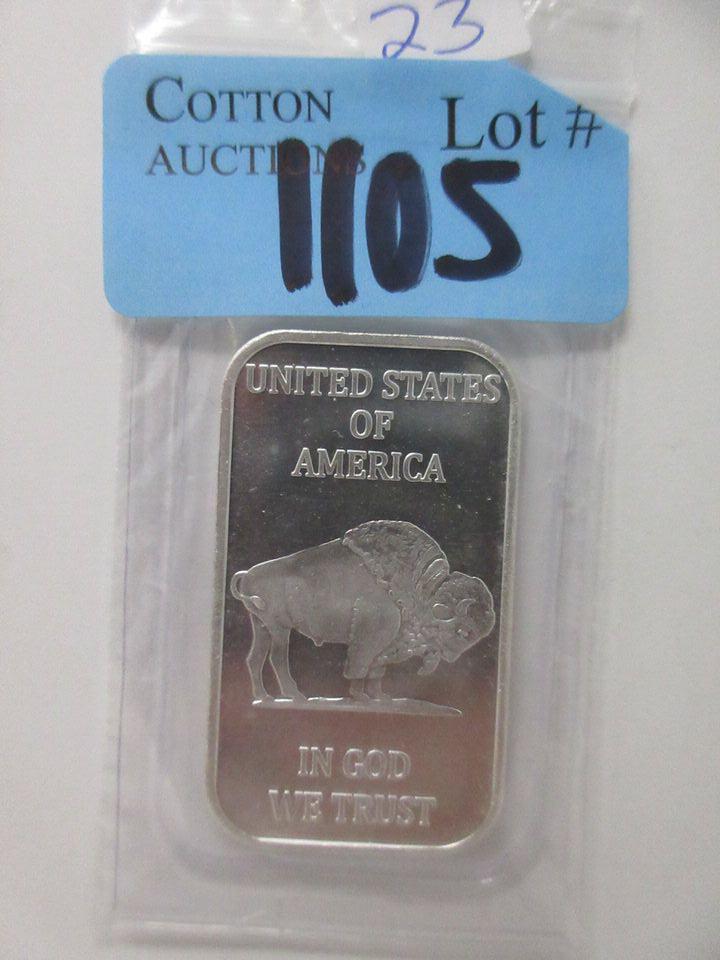 23
COTTON
AUCTIONS
Lot #
1105
UNITED STATES
OF
AMERICA
IN GOD
WE TRUST